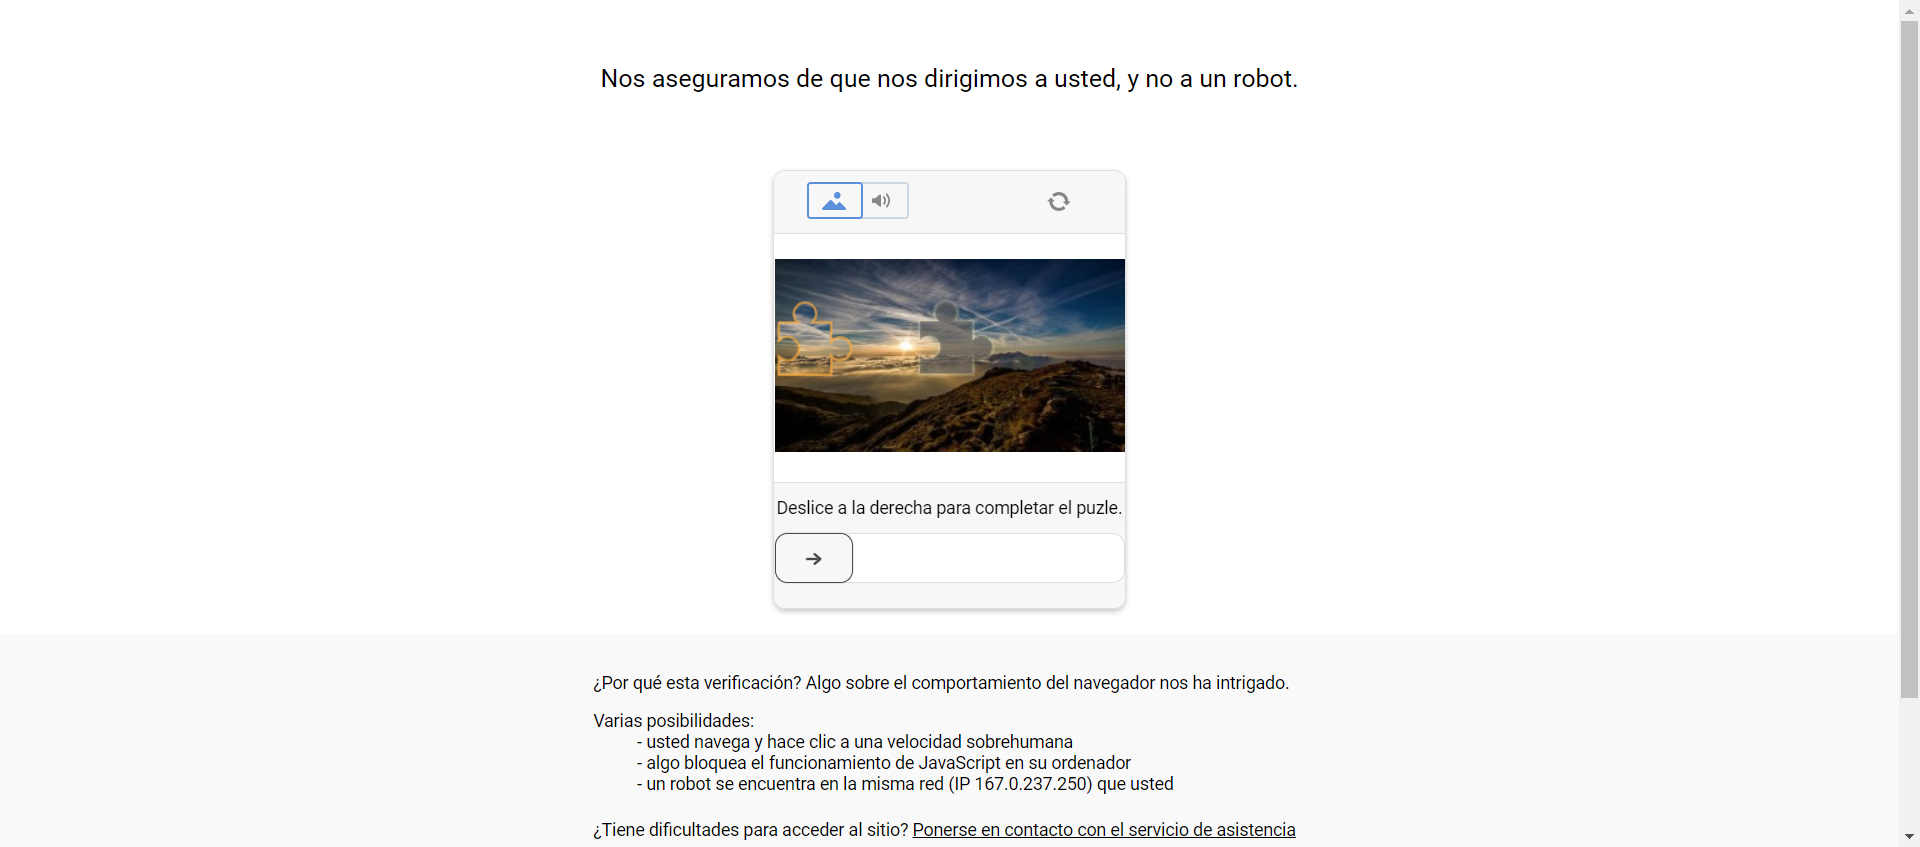 Nos aseguramos de que nos dirigimos a usted, y no a un robot.
Deslice a la derecha para completar el puzle.
¿Por qué esta verificación? Algo sobre el comportamiento del navegador nos ha intrigado.
Varias posibilidades:
- usted navega y hace clic a una velocidad sobrehumana
- algo bloquea el funcionamiento de JavaScript en su ordenador
- un robot se encuentra en la misma red (IP 167.0.237.250) que usted
¿Tiene dificultades para acceder al sitio? Ponerse en contacto con el servicio de asistencia